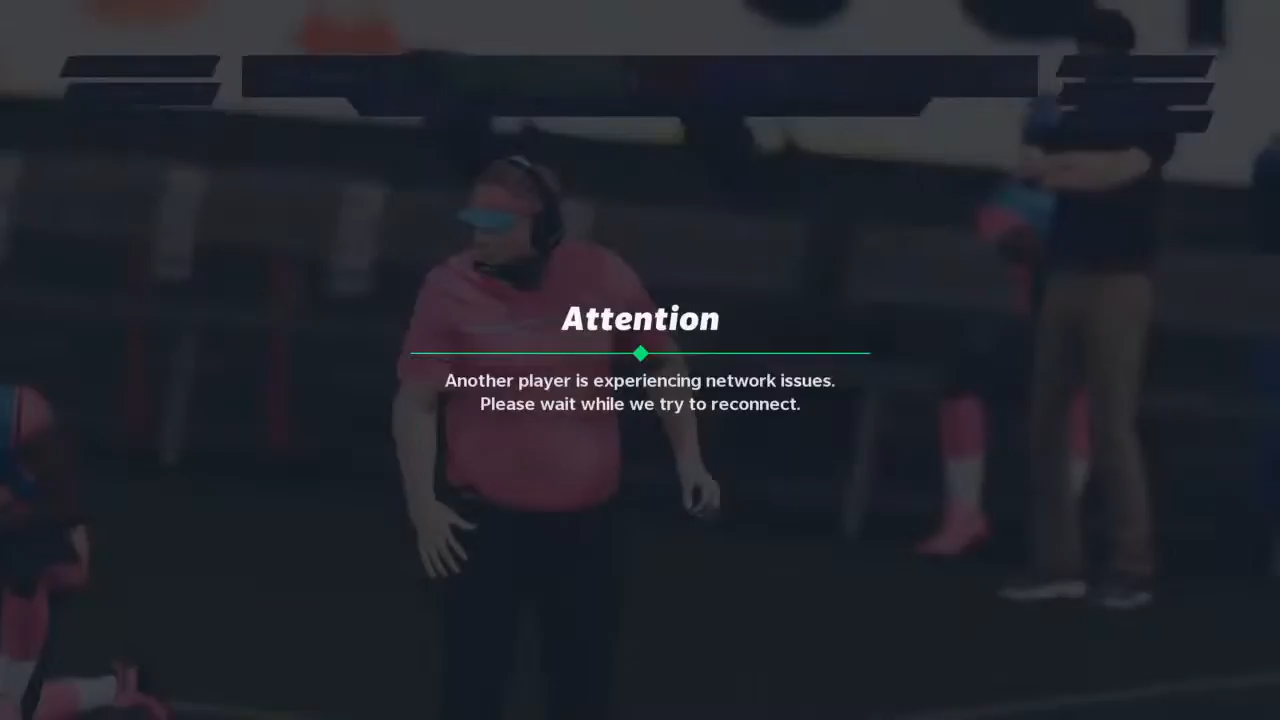 Attention
Another player is experiencing network issues.
Please wait while we try to reconnect.